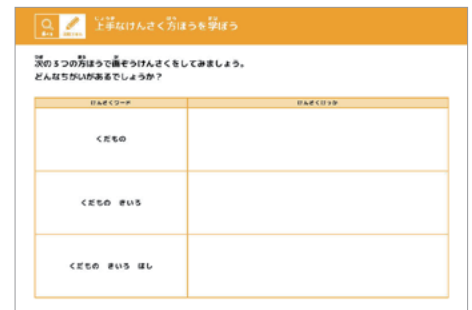 上手なけんさく方ほうを学ぼう
次の3つの方ほうで画ぞうけんさくをしてみましょう。
どんなちがいがあるでしょうか？
けんさくワード
けんさくけっか
くだもの
くだもの きいろ
くだもの きいろ ほし